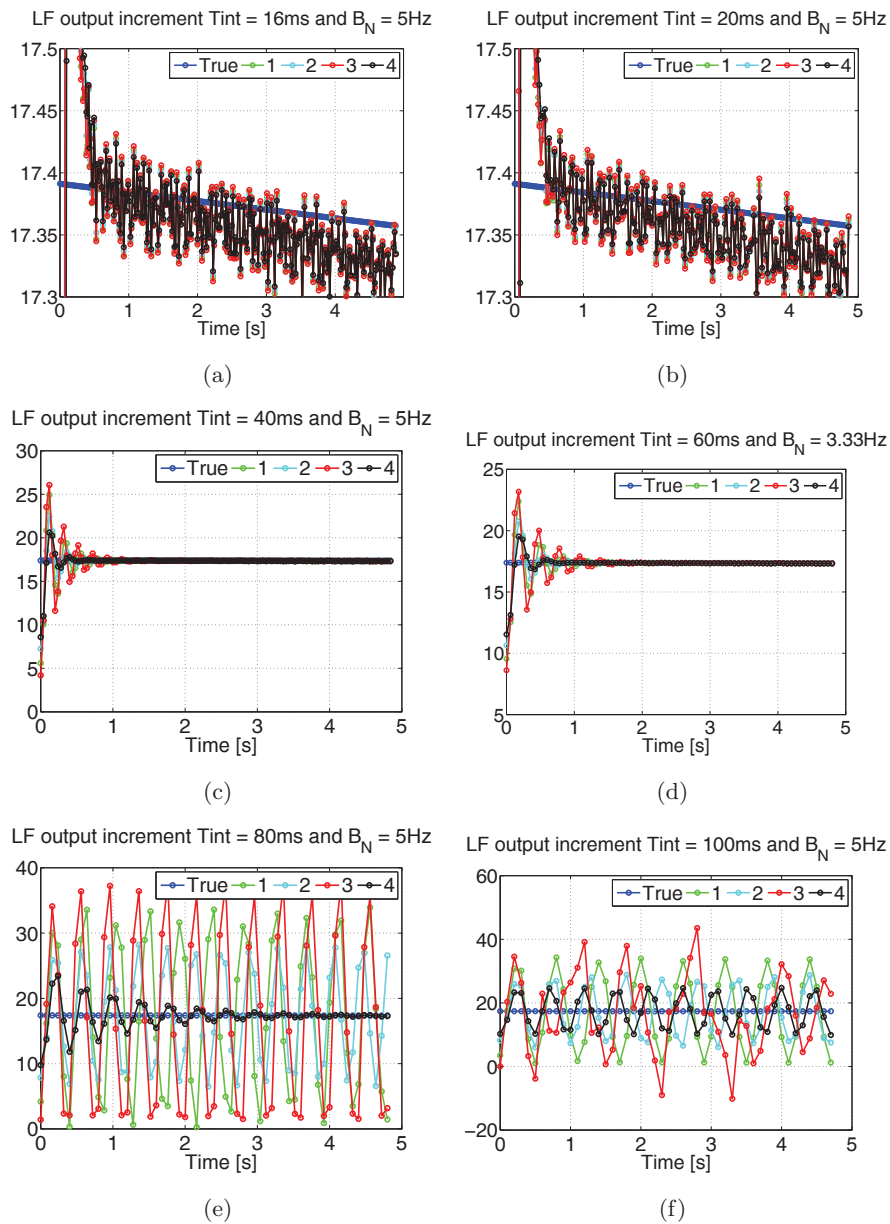 LF output increment Tint = 16ms and B_N = 5Hz
17.5
17.45
17.4
17.35
17.3
True 1 2 3 4
0 1 2 3 4
Time [s]
(a)
LF output increment Tint = 20ms and B_N = 5Hz
17.5
17.45
17.4
17.35
17.3
True 1 2 3 4
0 1 2 3 4 5
Time [s]
(b)
LF output increment Tint = 40ms and B_N = 5Hz
30
25
20
15
10
5
0
True 1 2 3 4
0 1 2 3 4 5
Time [s]
(c)
LF output increment Tint = 60ms and B_N = 3.33Hz
25
20
15
10
5
True 1 2 3 4
0 1 2 3 4 5
Time [s]
(d)
LF output increment Tint = 80ms and B_N = 5Hz
40
30
20
10
0
True 1 2 3 4
0 1 2 3 4 5
Time [s]
(e)
LF output increment Tint = 100ms and B_N = 5Hz
60
40
20
0
−20
True 1 2 3 4
0 1 2 3 4 5
Time [s]
(f)